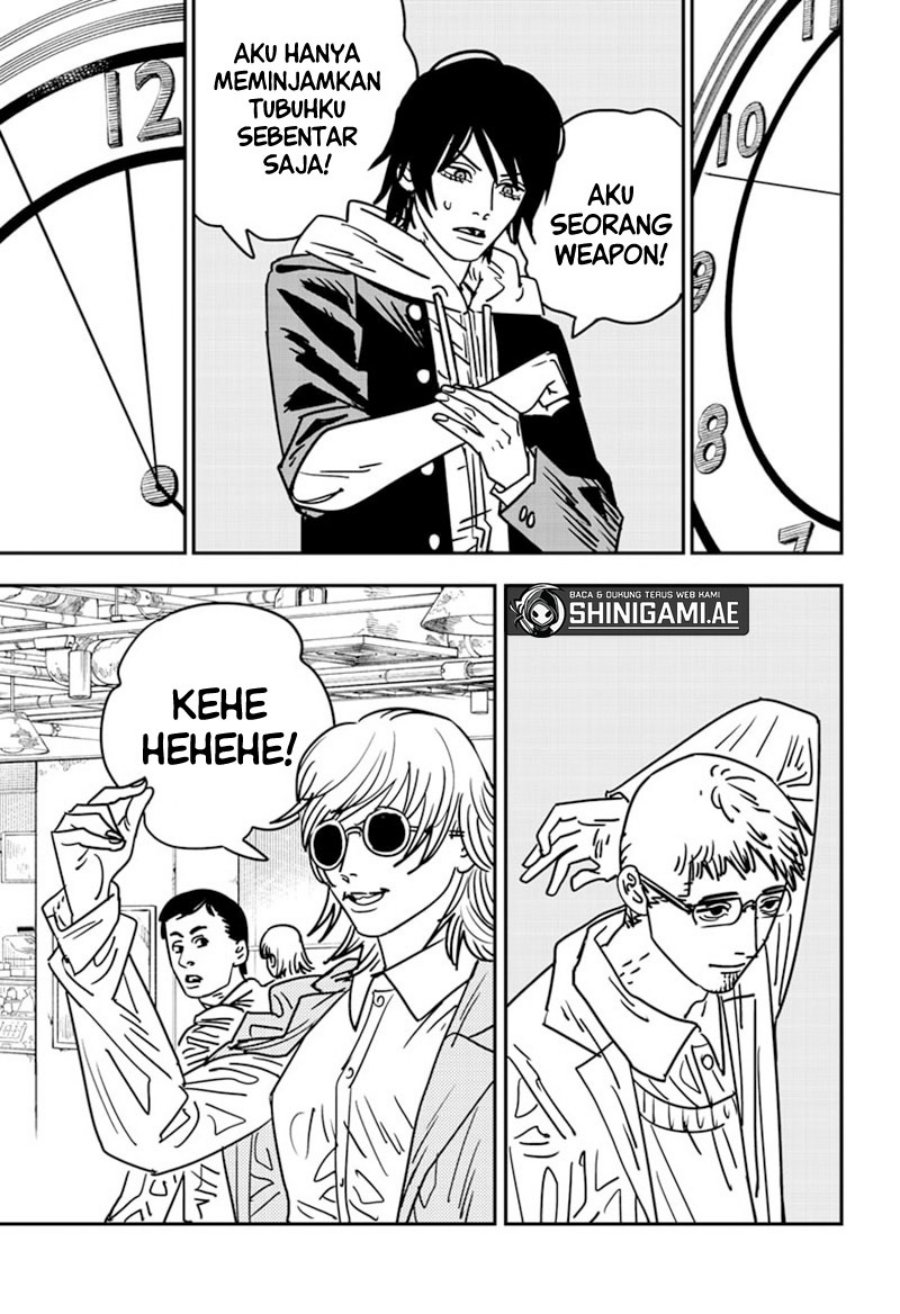 11
10
9
8
7
AKU
SEORANG
WEAPON!
AKU HANYA
MEMINJAMKAN
TUBUHKU
SEBENTAR
SAJA!
12
BACA & DUKUNG TERUS WEB KAMI
SHINIGAMI.AE
KEHE
HEHEHE!